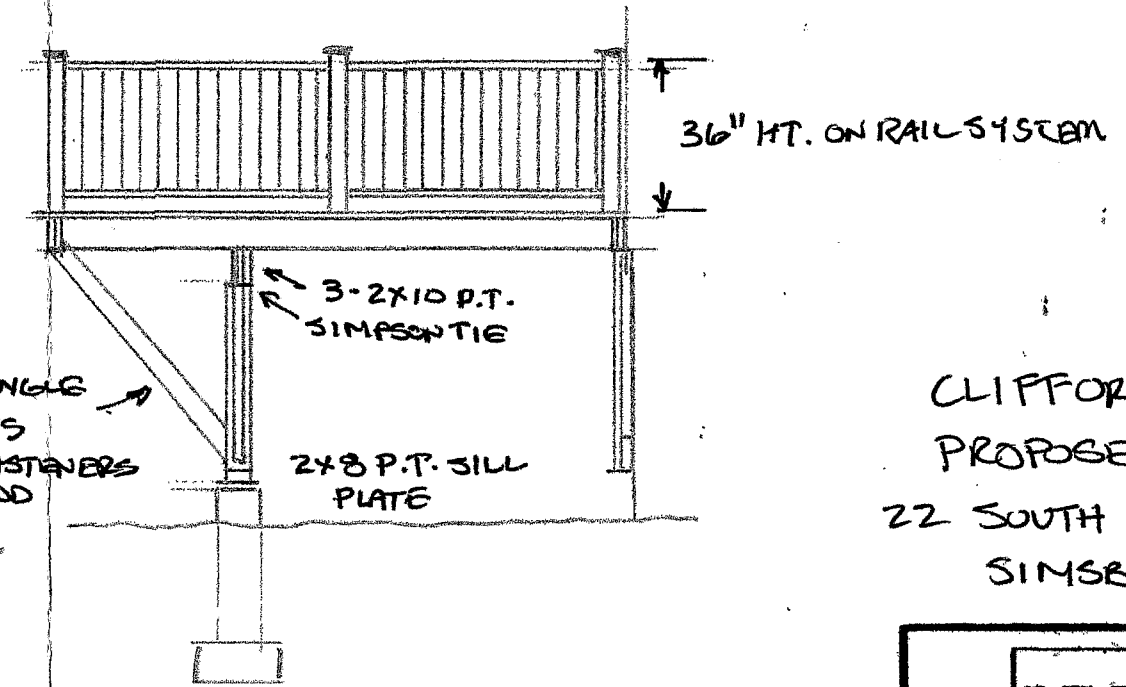 36" HT. ON RAIL SYSTEM
3-2X10 P.T.
SIMPSON TIE
2X8 P.T. SILL
PLATE
CLIFFOR
PROPOSE
22 SOUTH
SIMSB